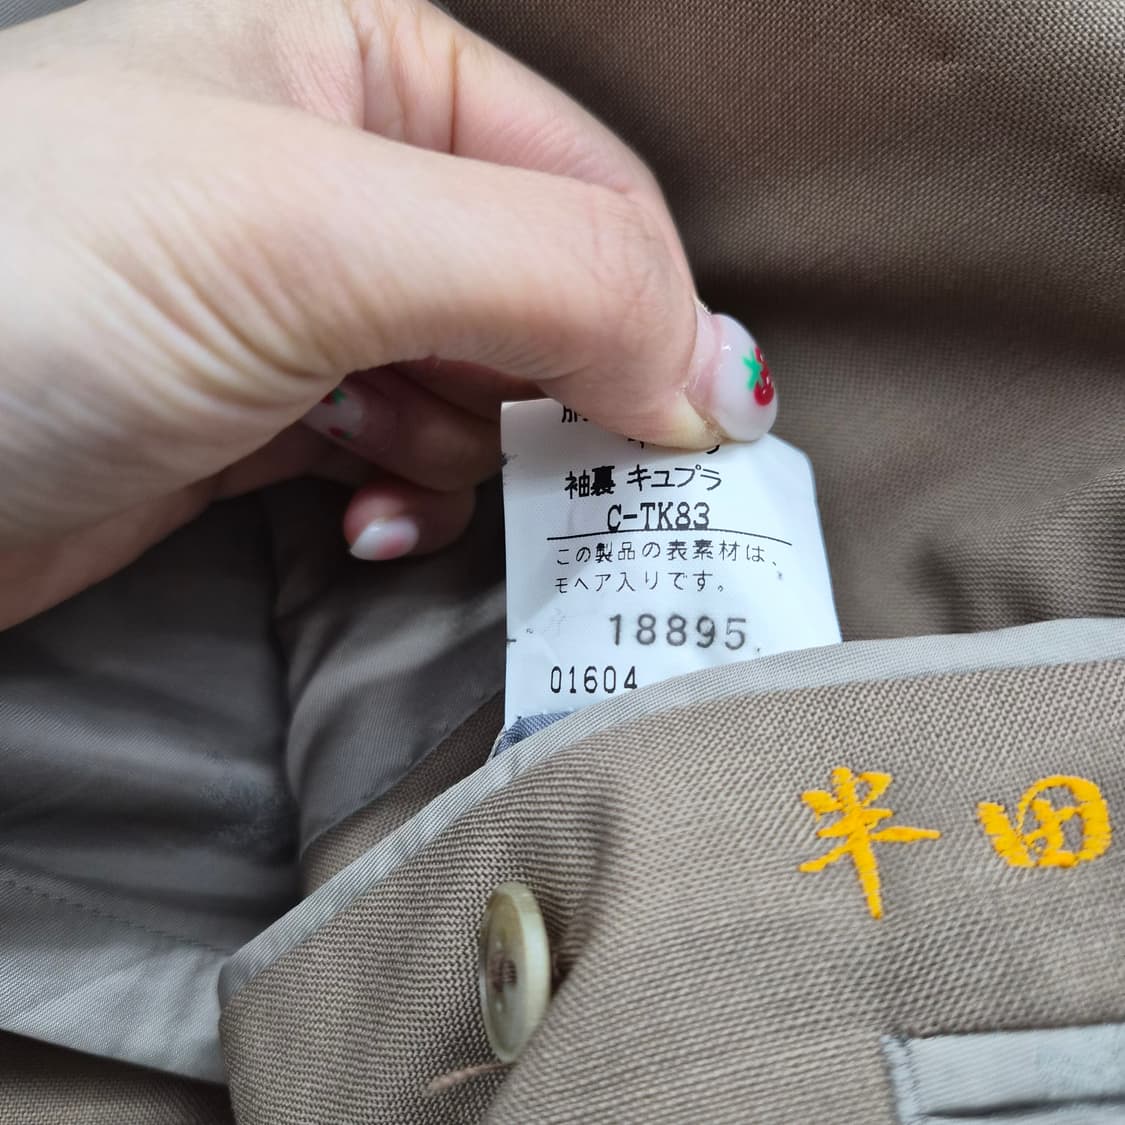 袖裏 キュプラ
C-TK83
この製品の表素材は、
モヘア入りです。
18895
01604
半田